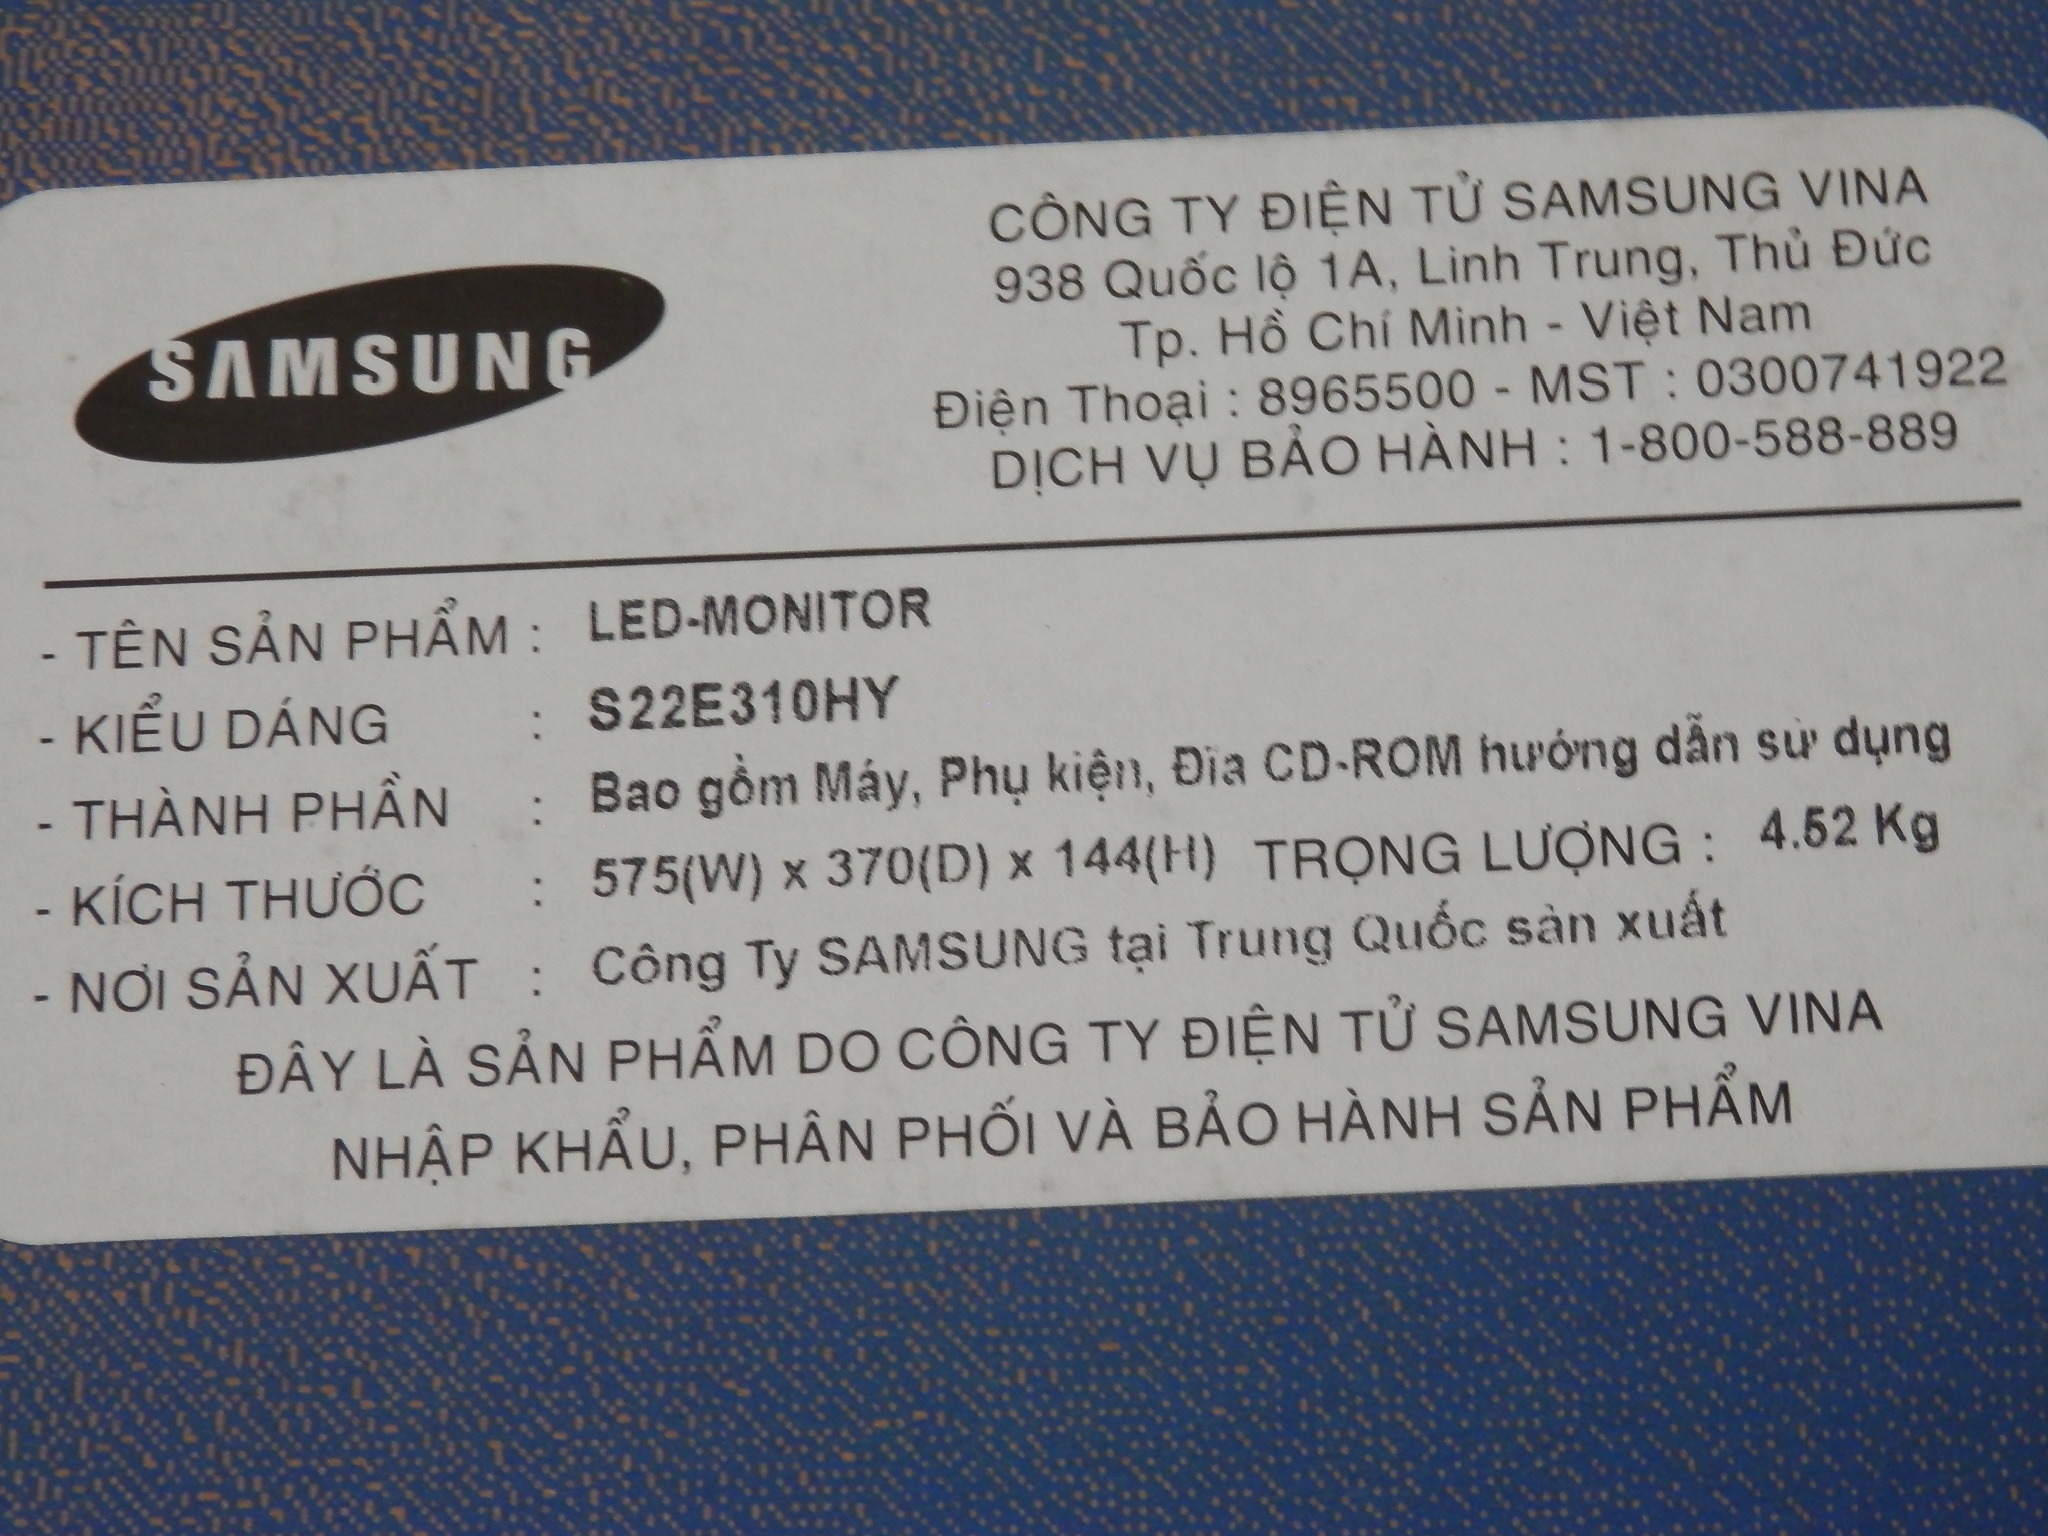 SAMSUNG
CÔNG TY ĐIỆN TỬ SAMSUNG VINA
938 Quốc lộ 1A, Linh Trung, Thủ Đức
Tp. Hồ Chí Minh - Việt Nam
Điện Thoại : 8965500 - MST : 0300741922
DỊCH VỤ BẢO HÀNH : 1-800-588-889
- TÊN SẢN PHẨM : LED-MONITOR
- KIỂU DÁNG : S22E310HY
- THÀNH PHẦN : Bao gồm Máy, Phụ kiện, Đĩa CD-ROM hướng dẫn sử dụng
- KÍCH THƯỚC : 575(W) x 370(D) x 144(H) TRỌNG LƯỢNG : 4.52 Kg
- NƠI SẢN XUẤT : Công Ty SAMSUNG tại Trung Quốc sản xuất
ĐÂY LÀ SẢN PHẨM DO CÔNG TY ĐIỆN TỬ SAMSUNG VINA
NHẬP KHẨU, PHÂN PHỐI VÀ BẢO HÀNH SẢN PHẨM